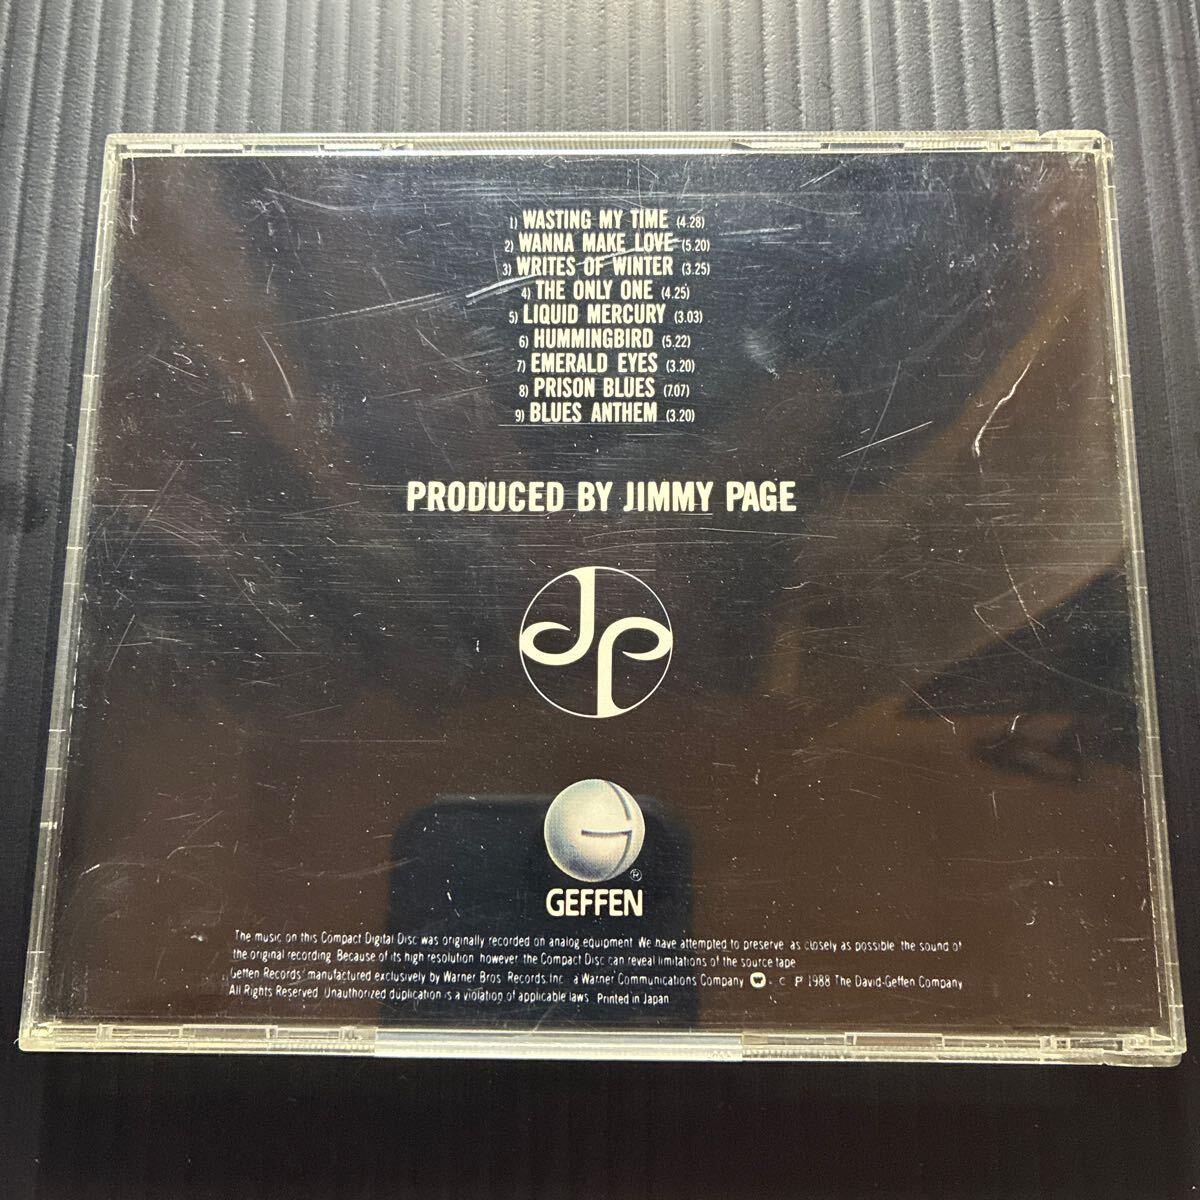 1) WASTING MY TIME (4.28)
2) WANNA MAKE LOVE (5.20)
3) WRITES OF WINTER (3.25)
4) THE ONLY ONE (4.25)
5) LIQUID MERCURY (3.03)
6) HUMMINGBIRD (5.22)
7) EMERALD EYES (3.20)
8) PRISON BLUES (7.07)
9) BLUES ANTHEM (3.20)
PRODUCED BY JIMMY PAGE
JP
G
®
GEFFEN
The music on this Compact Digital Disc was originally recorded on analog equipment. We have attempted to preserve, as closely as possible, the sound of
the original recording. Because of its high resolution, however, the Compact Disc can reveal limitations of the source tape.
Geffen Records, manufactured exclusively by Warner Bros. Records, Inc., a Warner Communications Company W. C P 1988 The David-Geffen Company
All Rights Reserved. Unauthorized duplication is a violation of applicable laws. Printed in Japan